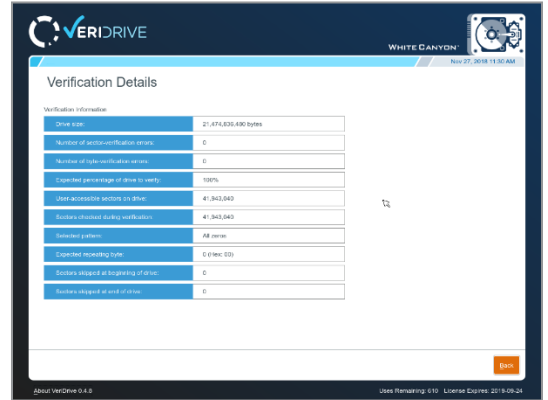 VERIDRIVE
WHITECANYON
Nov 27, 2018 11:30 AM
Verification Details
Verification Information
Drive size: 21,474,836,480 bytes
Number of sector-verification errors: 0
Number of byte-verification errors: 0
Expected percentage of drive to verify: 100%
User-accessible sectors on drive: 41,943,040
Sectors checked during verification: 41,943,040
Selected pattern: All zeros
Expected repeating byte: 0 (Hex: 00)
Sectors skipped at beginning of drive: 0
Sectors skipped at end of drive: 0
Back
About VeriDrive 0.4.8 Uses Remaining: 610 License Expires: 2019-09-24